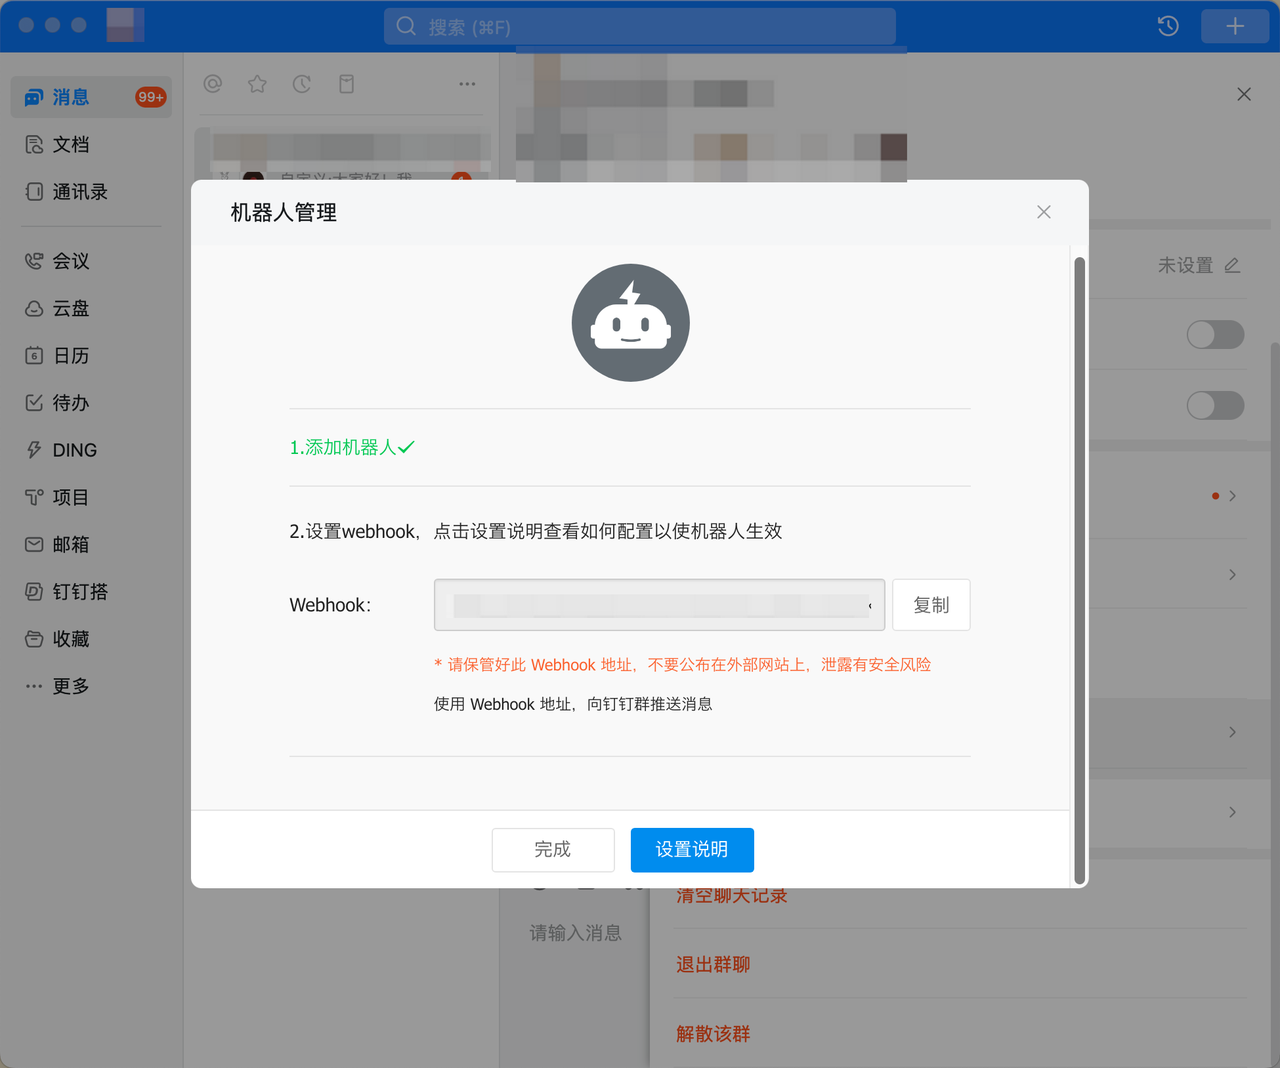 搜索 (⌘F)
消息
99+
文档
通讯录
会议
云盘
6
日历
待办
DING
项目
邮箱
钉钉搭
收藏
更多
未设置
机器人管理
1.添加机器人
2.设置webhook，点击设置说明查看如何配置以使机器人生效
Webhook:
复制
* 请保管好此 Webhook 地址，不要公布在外部网站上，泄露有安全风险
使用 Webhook 地址，向钉钉群推送消息
完成
设置说明
请输入消息
清空聊天记录
退出群聊
解散该群